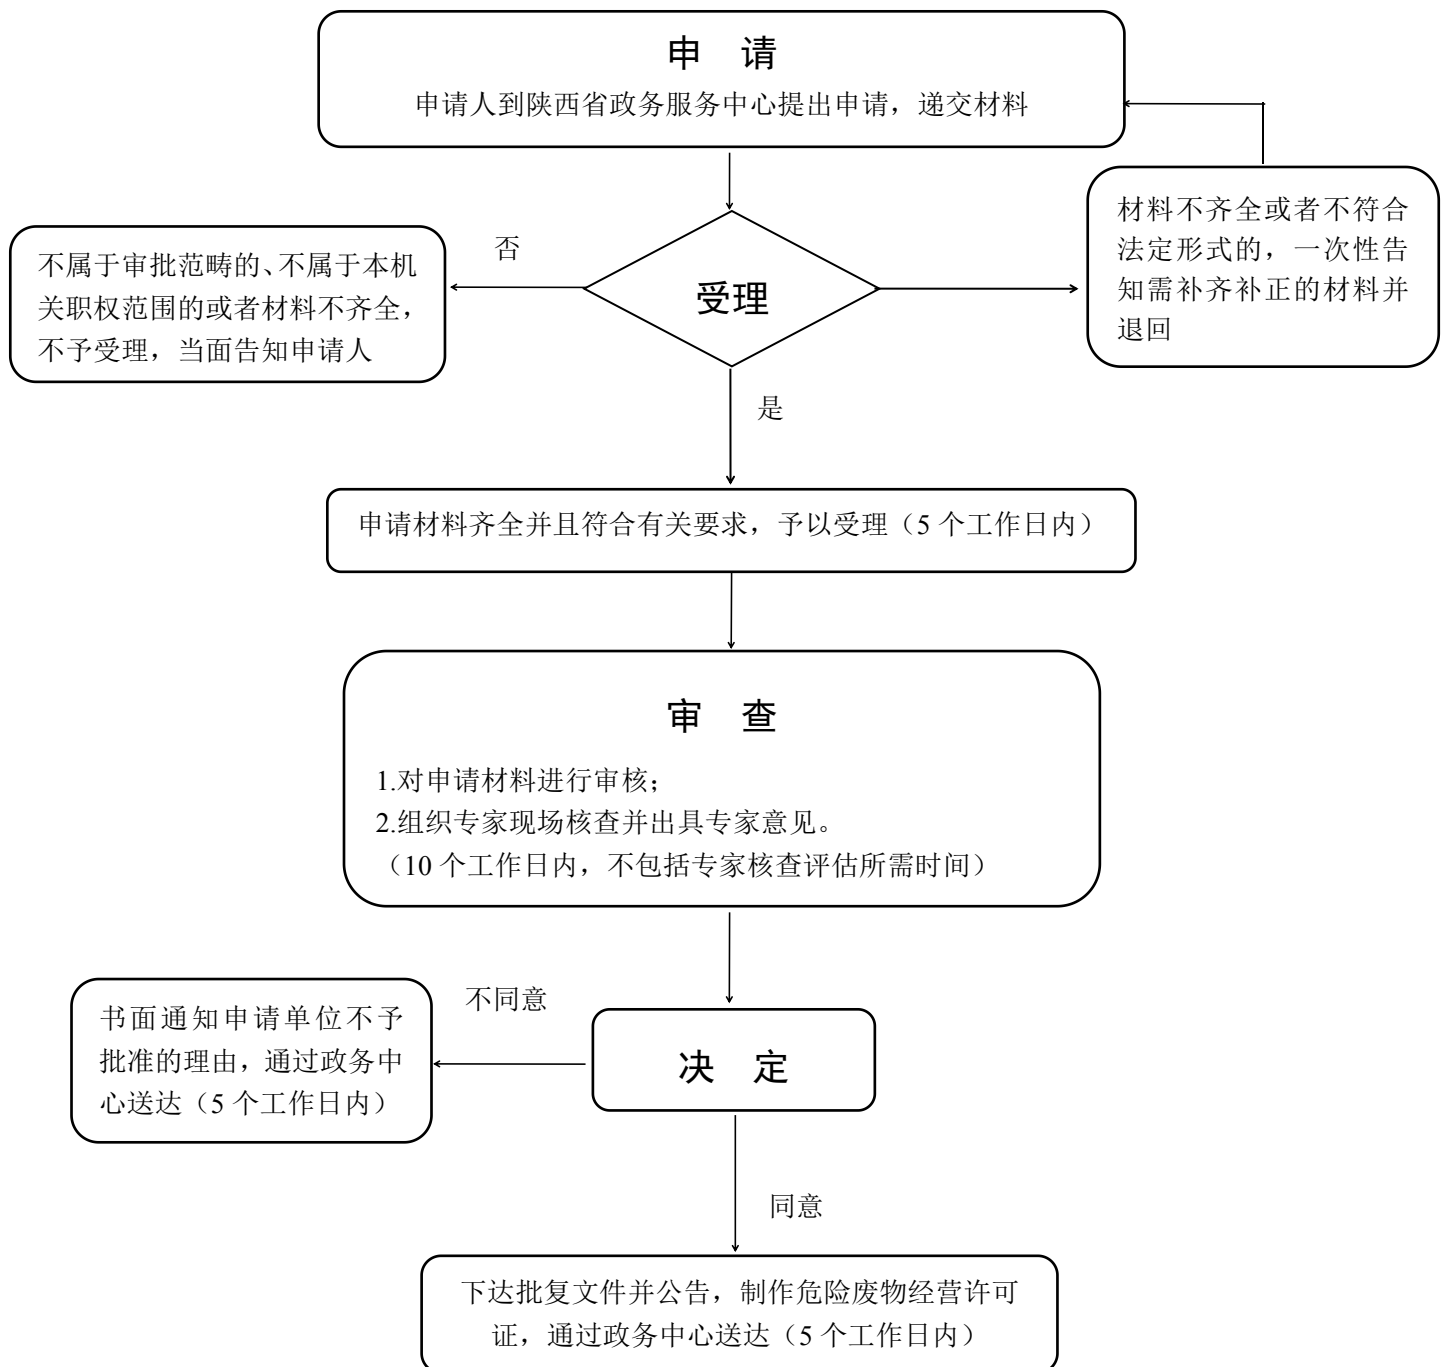 申 请
申请人到陕西省政务服务中心提出申请，递交材料
材料不齐全或者不符合
法定形式的，一次性告
知需补齐补正的材料并
退回
否
不属于审批范畴的、不属于本机
关职权范围的或者材料不齐全，
不予受理，当面告知申请人
受理
是
申请材料齐全并且符合有关要求，予以受理（5 个工作日内）
审 查
1.对申请材料进行审核；
2.组织专家现场核查并出具专家意见。
（10 个工作日内，不包括专家核查评估所需时间）
不同意
书面通知申请单位不予
批准的理由，通过政务中
心送达（5 个工作日内）
决 定
同意
下达批复文件并公告，制作危险废物经营许可
证，通过政务中心送达（5 个工作日内）